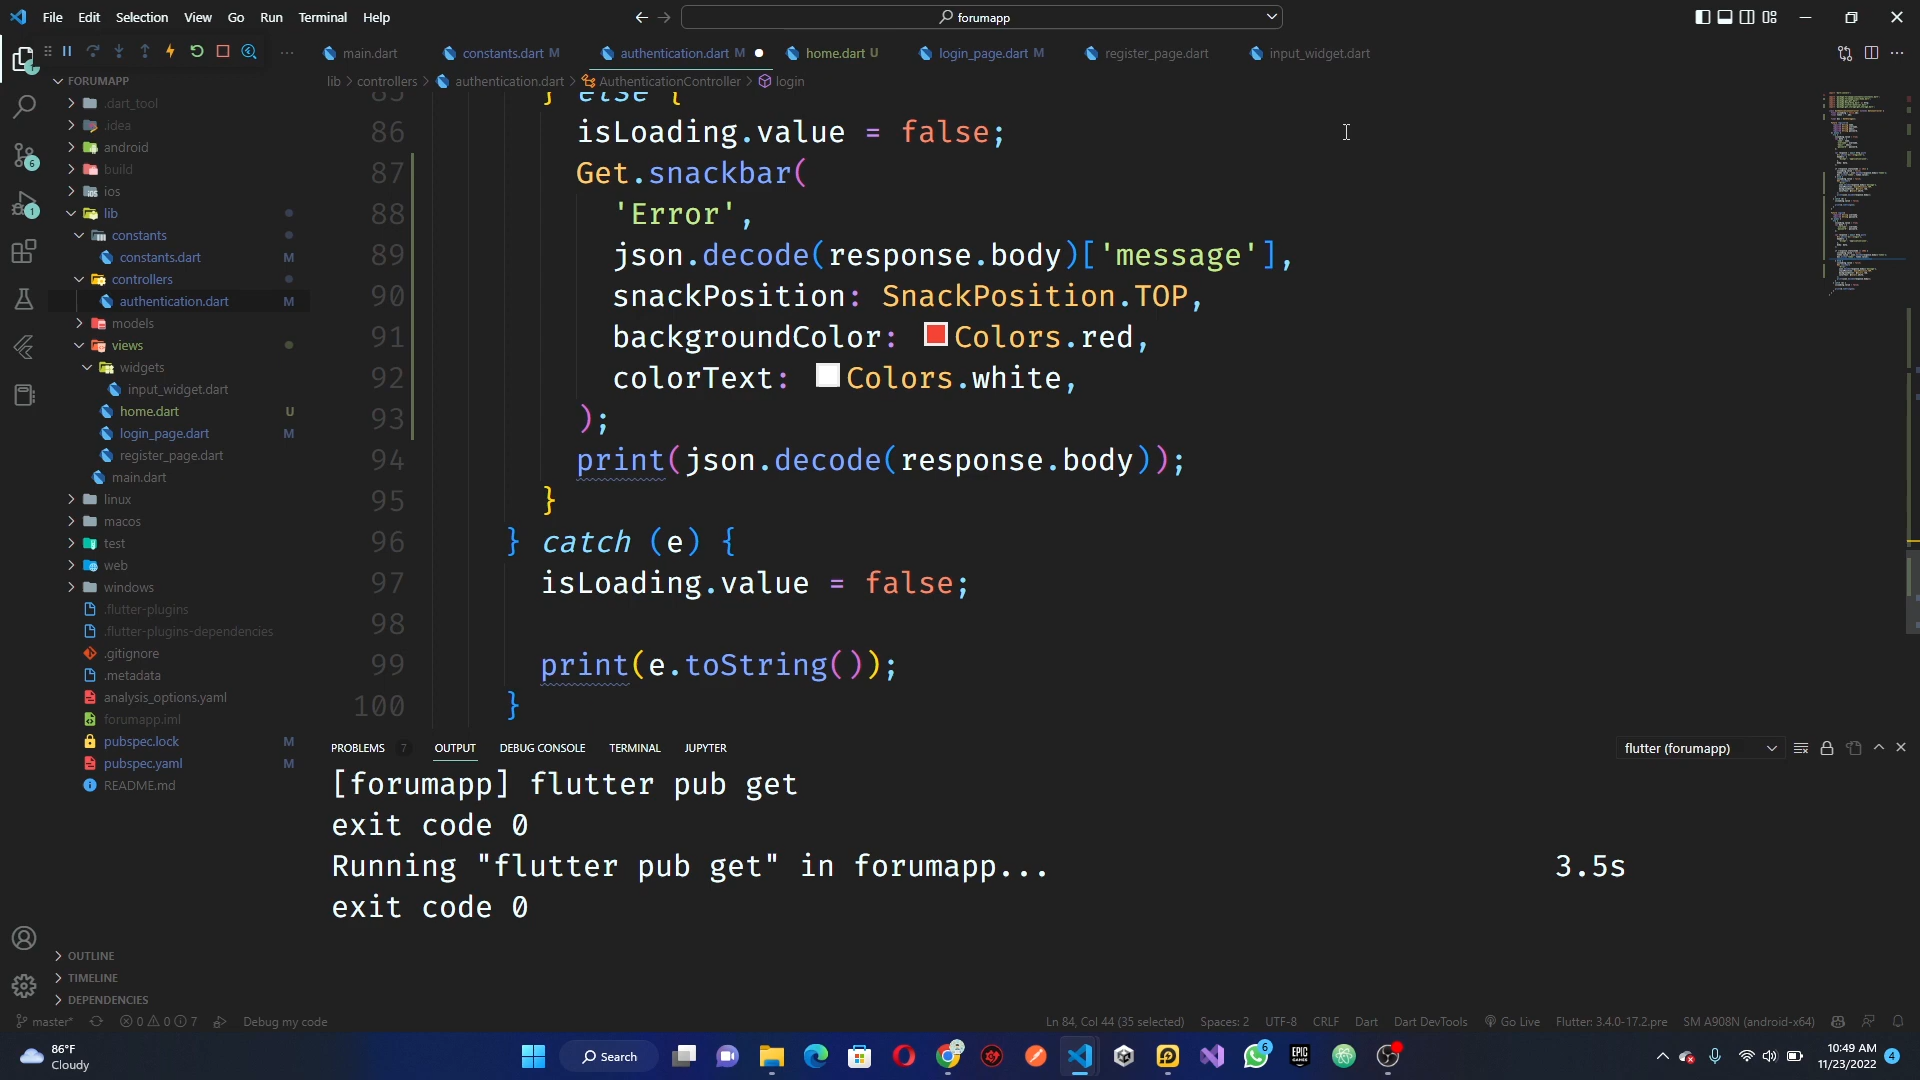 File Edit Selection View Go Run Terminal Help
forumapp
main.dart
constants.dart M
authentication.dart M
home.dart U
login_page.dart M
register_page.dart
input_widget.dart
FORUMAPP
lib > controllers > authentication.dart > AuthenticationController > login
.dart_tool
.idea
android
build
ios
lib
constants
constants.dart M
controllers
authentication.dart M
models
views
widgets
input_widget.dart
home.dart U
login_page.dart M
register_page.dart
main.dart
linux
macos
test
web
windows
.flutter-plugins
.flutter-plugins-dependencies
.gitignore
.metadata
analysis_options.yaml
forumapp.iml
pubspec.lock M
pubspec.yaml M
README.md
OUTLINE
TIMELINE
DEPENDENCIES
85 } else {
86 isLoading.value = false;
87 Get.snackbar(
88 'Error',
89 json.decode(response.body)['message'],
90 snackPosition: SnackPosition.TOP,
91 backgroundColor: Colors.red,
92 colorText: Colors.white,
93 );
94 print(json.decode(response.body));
95 }
96 } catch (e) {
97 isLoading.value = false;
98
99 print(e.toString());
100 }
PROBLEMS 7 OUTPUT DEBUG CONSOLE TERMINAL JUPYTER
flutter (forumapp)
[forumapp] flutter pub get
exit code 0
Running "flutter pub get" in forumapp... 3.5s
exit code 0
master* 0 0 7 Debug my code
Ln 84, Col 44 (35 selected) Spaces: 2 UTF-8 CRLF Dart Dart DevTools Go Live Flutter: 3.4.0-17.2.pre SM A908N (android-x64)
86°F
Cloudy
Search
10:49 AM
11/23/2022
4